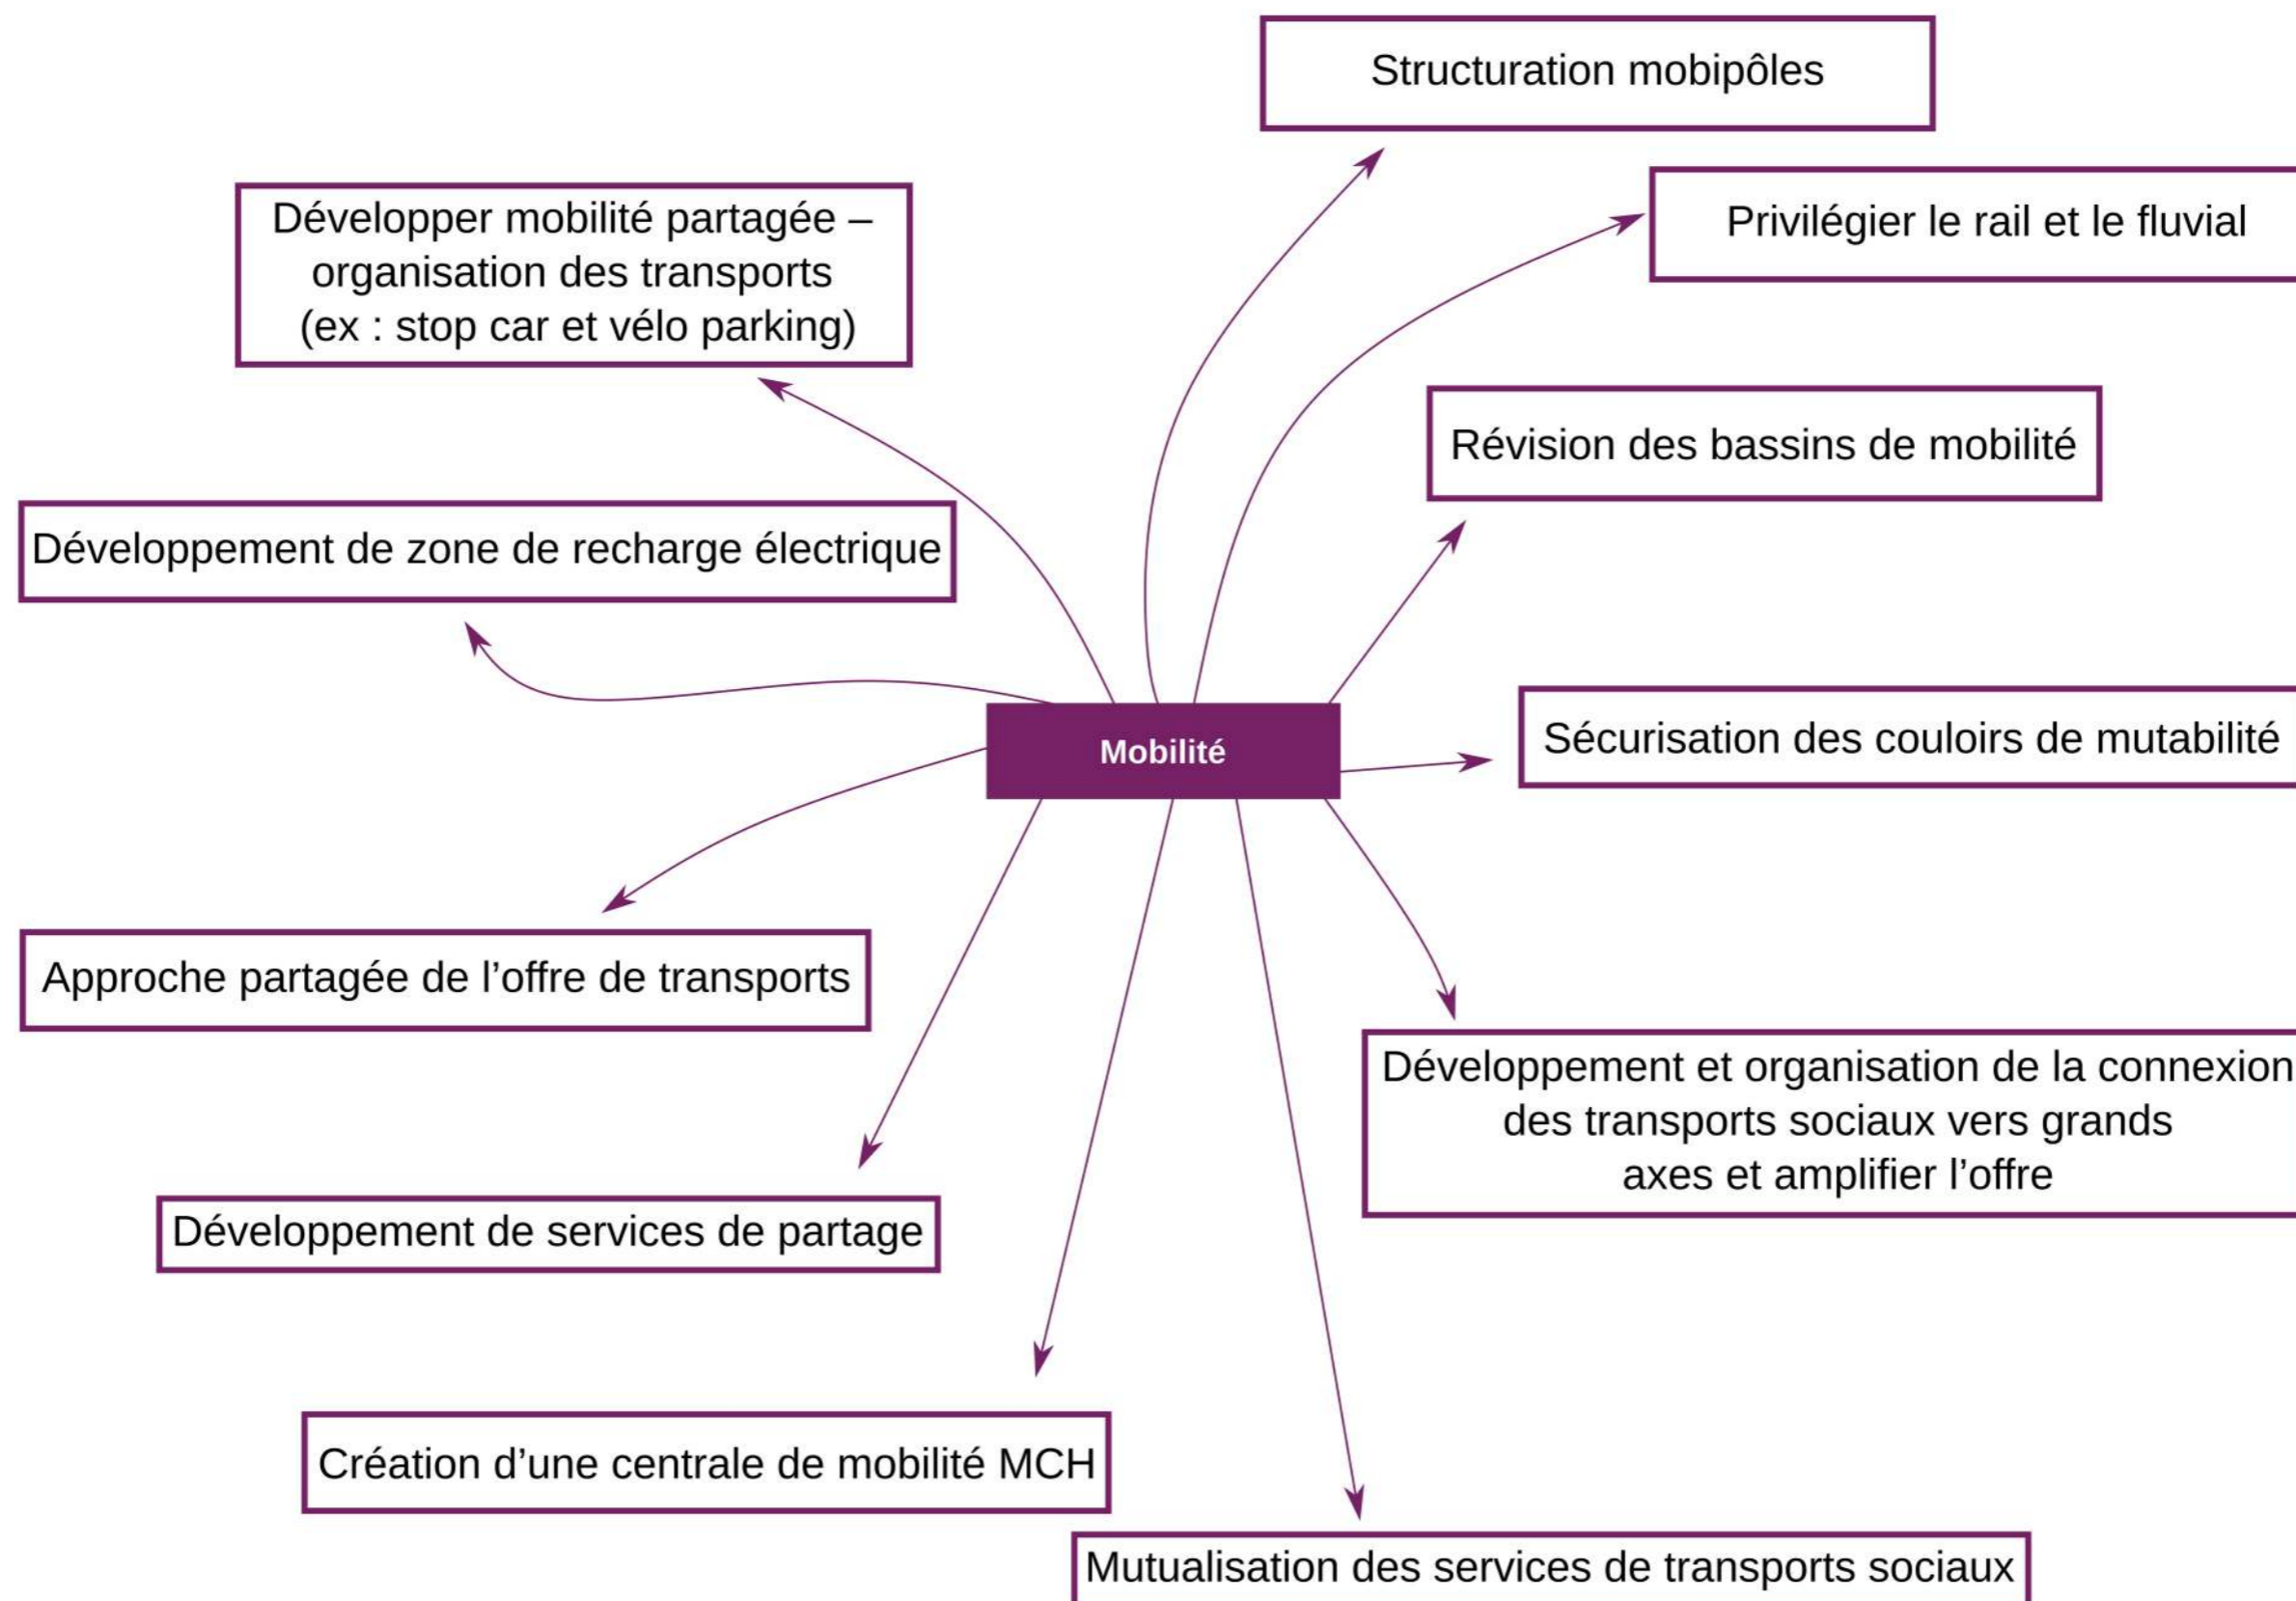 Structuration mobipôles
Privilégier le rail et le fluvial
Développer mobilité partagée –
organisation des transports
(ex : stop car et vélo parking)
Révision des bassins de mobilité
Développement de zone de recharge électrique
Mobilité
Sécurisation des couloirs de mutabilité
Approche partagée de l’offre de transports
Développement et organisation de la connexion
des transports sociaux vers grands
axes et amplifier l’offre
Développement de services de partage
Création d’une centrale de mobilité MCH
Mutualisation des services de transports sociaux